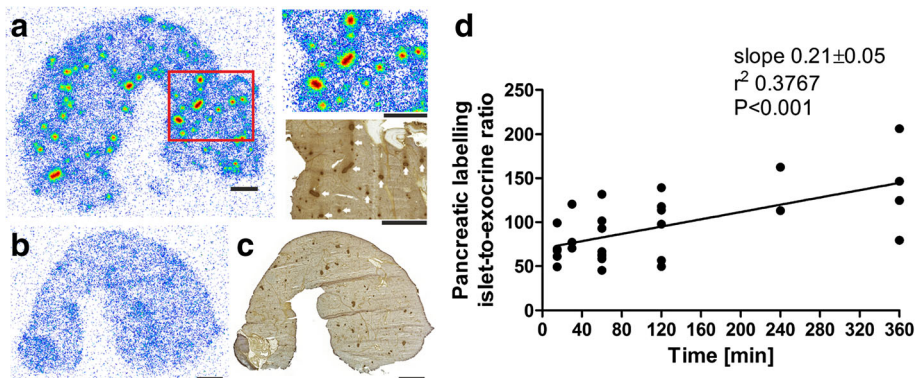 a
b
c
d
slope 0.21±0.05
r² 0.3767
P<0.001
Pancreatic labelling
islet-to-exocrine ratio
250
200
150
100
50
0
0 40 80 120 160 200 240 280 320 360
Time [min]